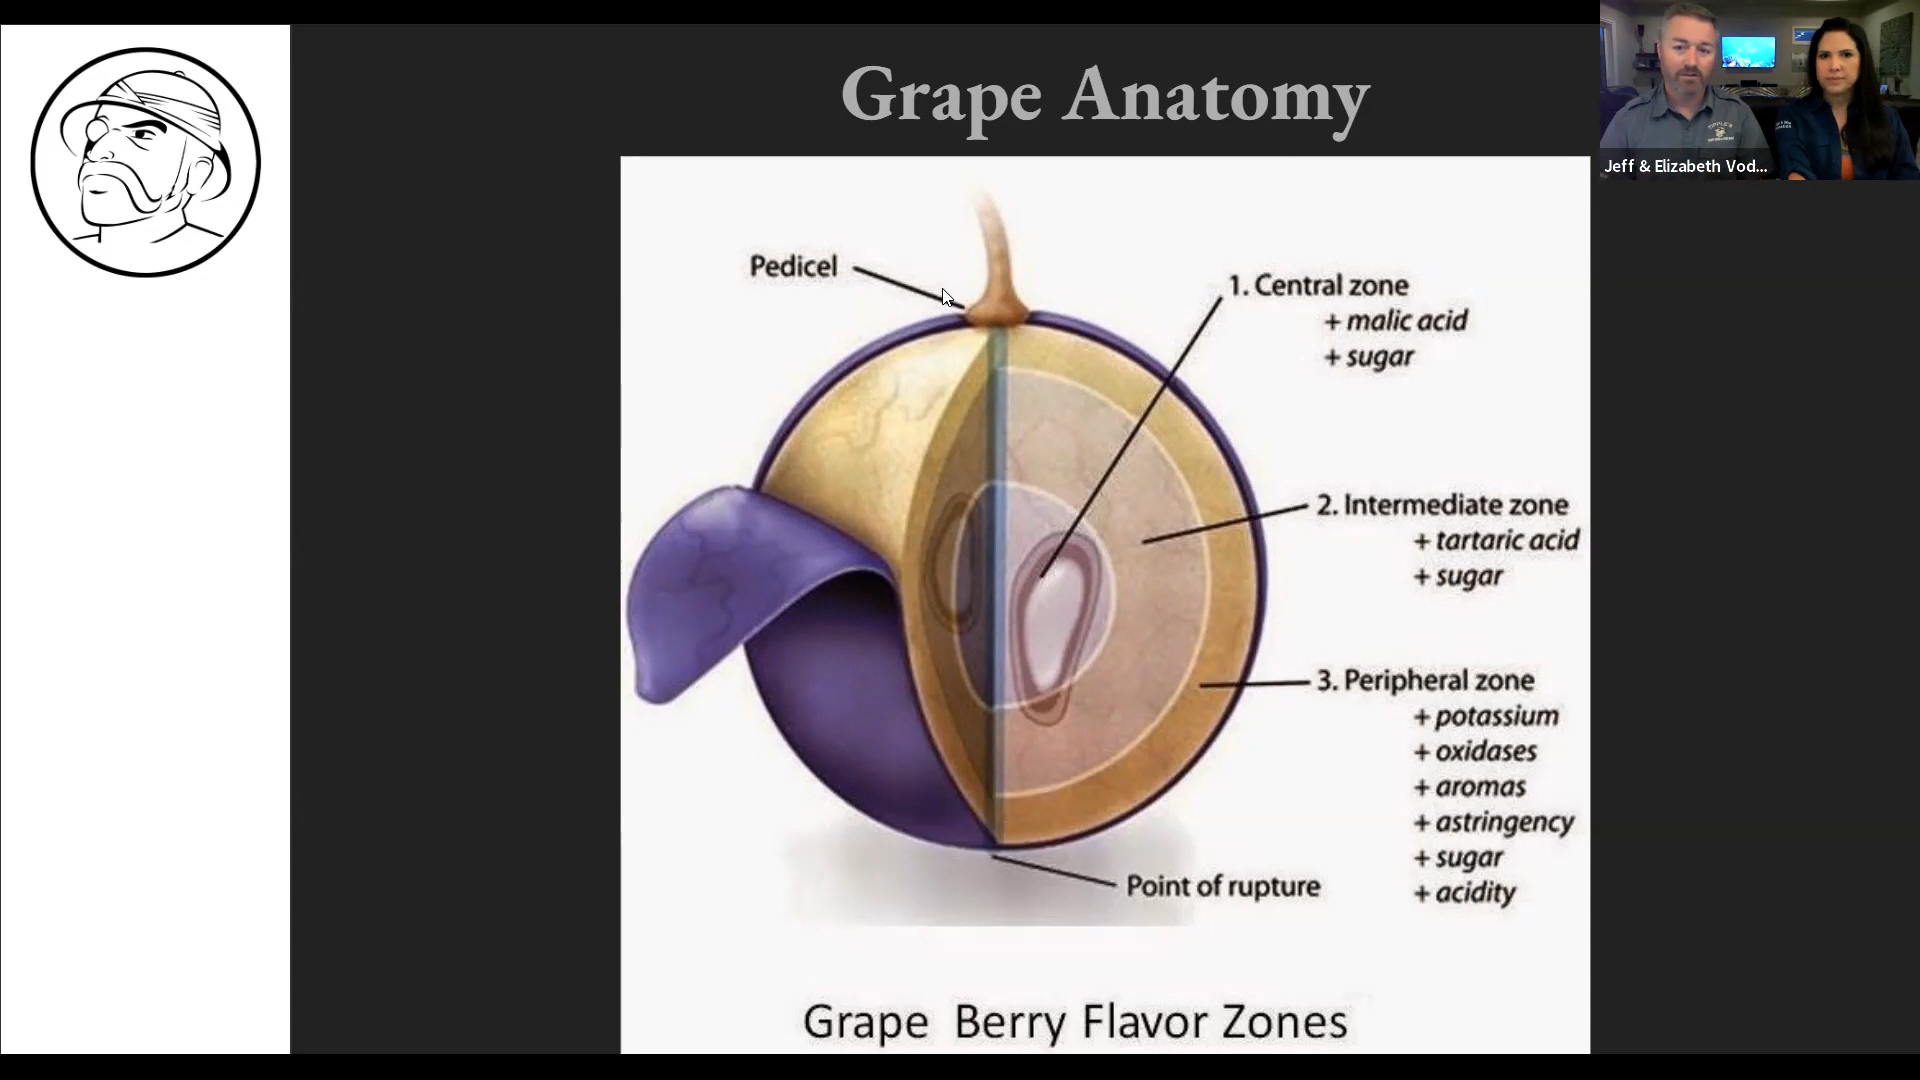 Grape Anatomy
Jeff & Elizabeth Vod...
Pedicel
1. Central zone
+ malic acid
+ sugar
2. Intermediate zone
+ tartaric acid
+ sugar
3. Peripheral zone
+ potassium
+ oxidases
+ aromas
+ astringency
+ sugar
+ acidity
Point of rupture
Grape Berry Flavor Zones